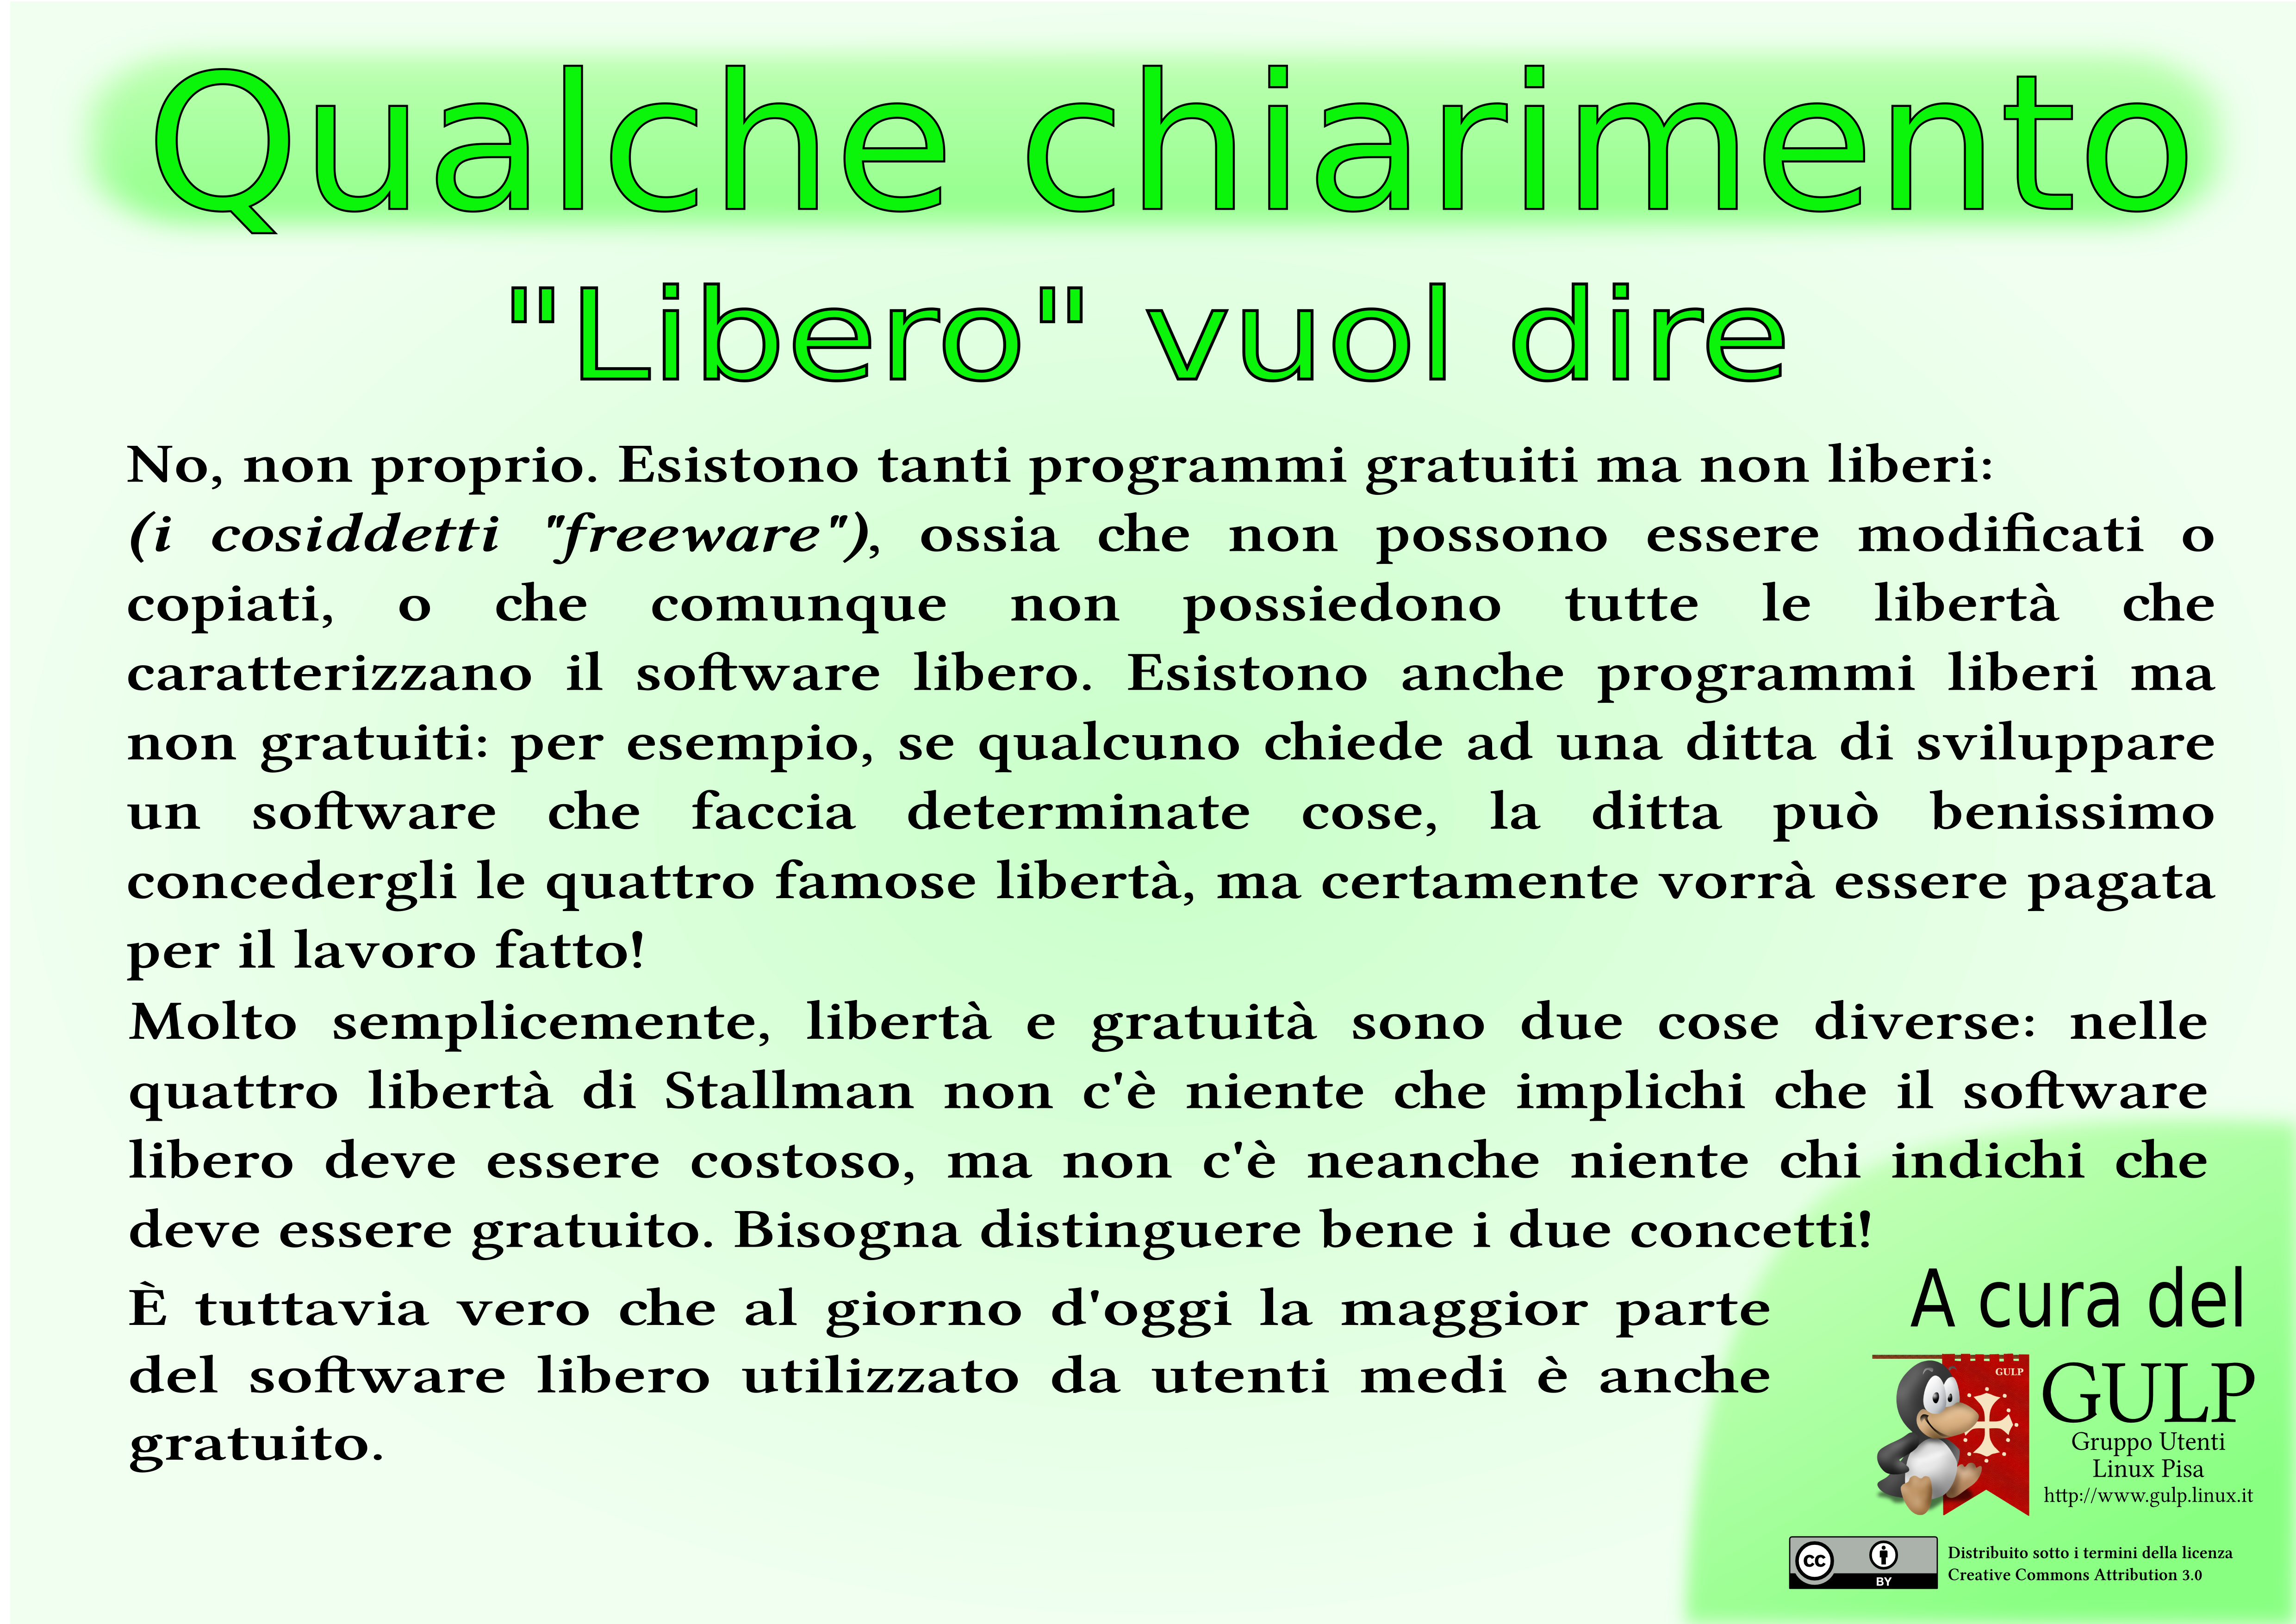 Qualche chiarimento
"Libero" vuol dire
No, non proprio. Esistono tanti programmi gratuiti ma non liberi:
(i cosiddetti "freeware"), ossia che non possono essere modificati o
copiati, o che comunque non possiedono tutte le libertà che
caratterizzano il software libero. Esistono anche programmi liberi ma
non gratuiti: per esempio, se qualcuno chiede ad una ditta di sviluppare
un software che faccia determinate cose, la ditta può benissimo
concedergli le quattro famose libertà, ma certamente vorrà essere pagata
per il lavoro fatto!
Molto semplicemente, libertà e gratuità sono due cose diverse: nelle
quattro libertà di Stallman non c'è niente che implichi che il software
libero deve essere costoso, ma non c'è neanche niente chi indichi che
deve essere gratuito. Bisogna distinguere bene i due concetti!
È tuttavia vero che al giorno d'oggi la maggior parte
del software libero utilizzato da utenti medi è anche
gratuito.
A cura del
GULP
GULP
Gruppo Utenti
Linux Pisa
http://www.gulp.linux.it
cc
BY
Distribuito sotto i termini della licenza
Creative Commons Attribution 3.0